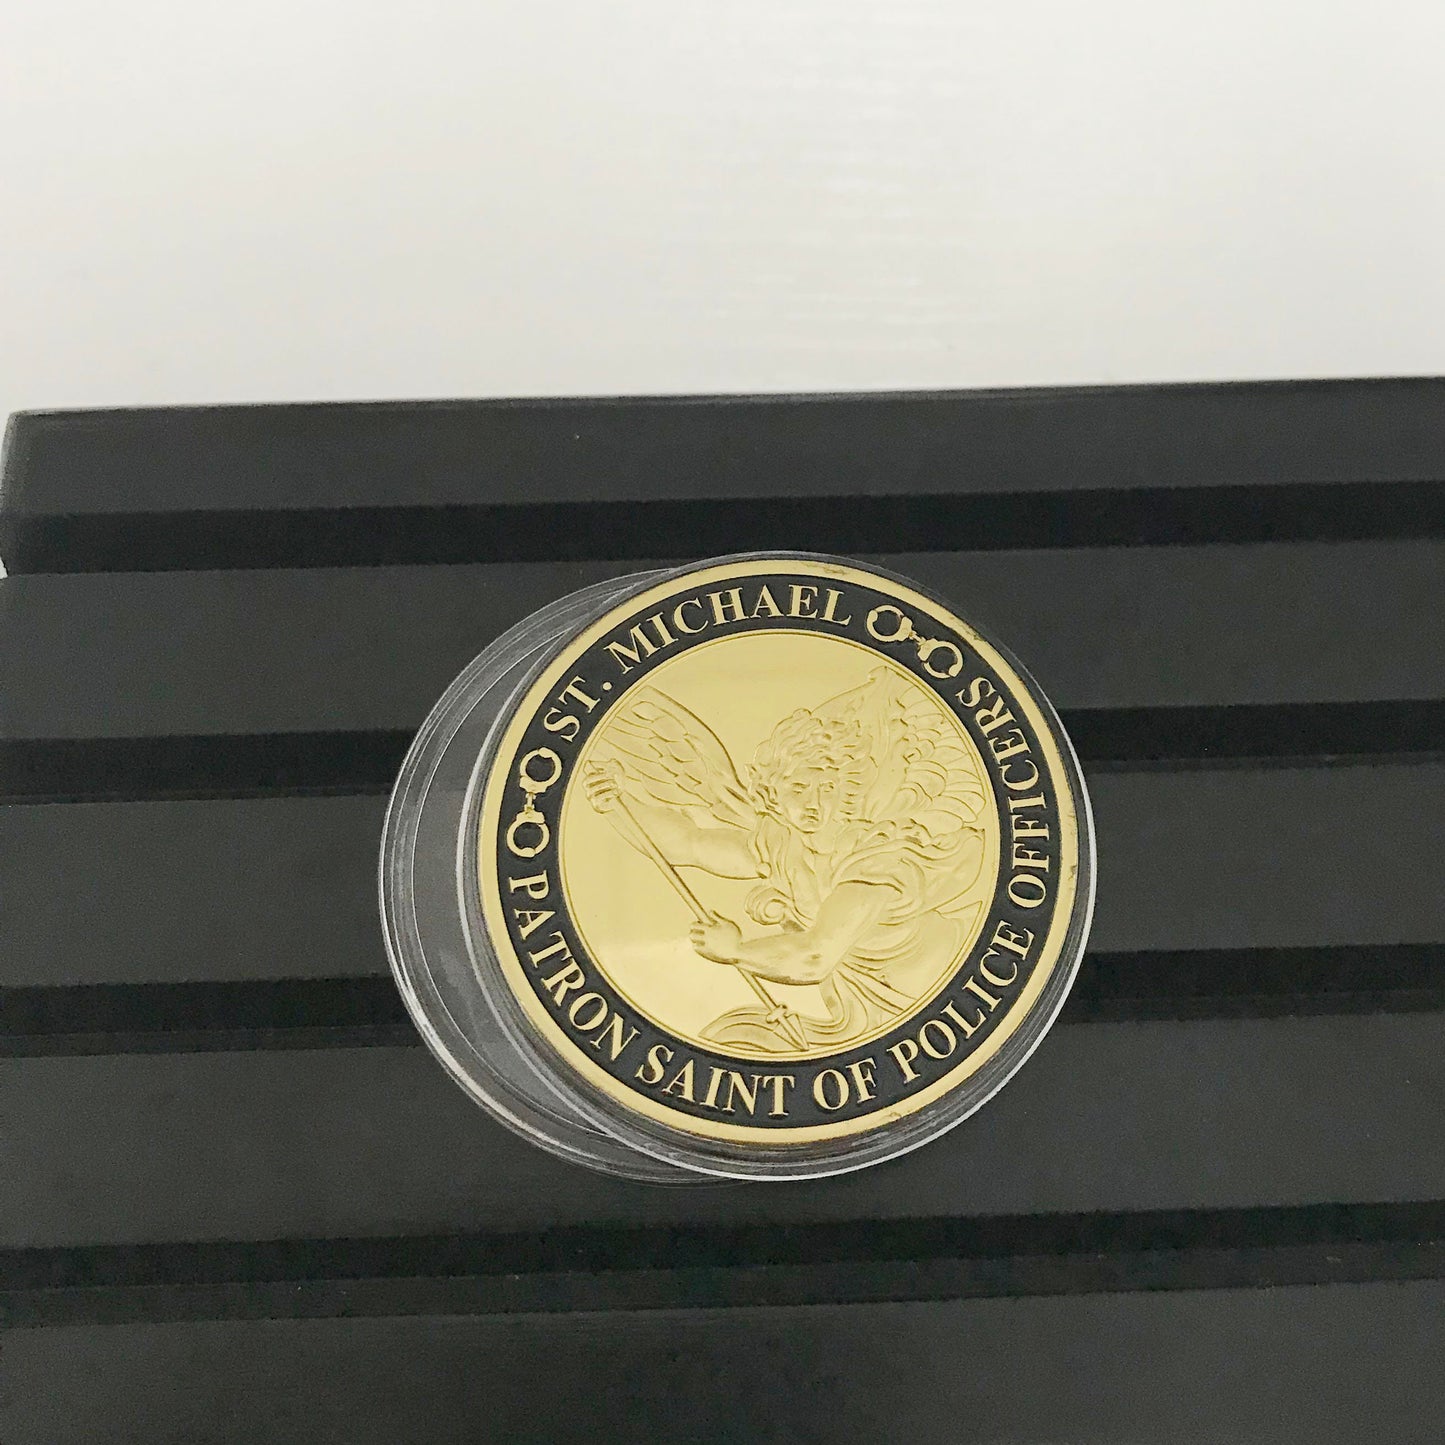 ST. MICHAEL
PATRON SAINT OF POLICE OFFICERS